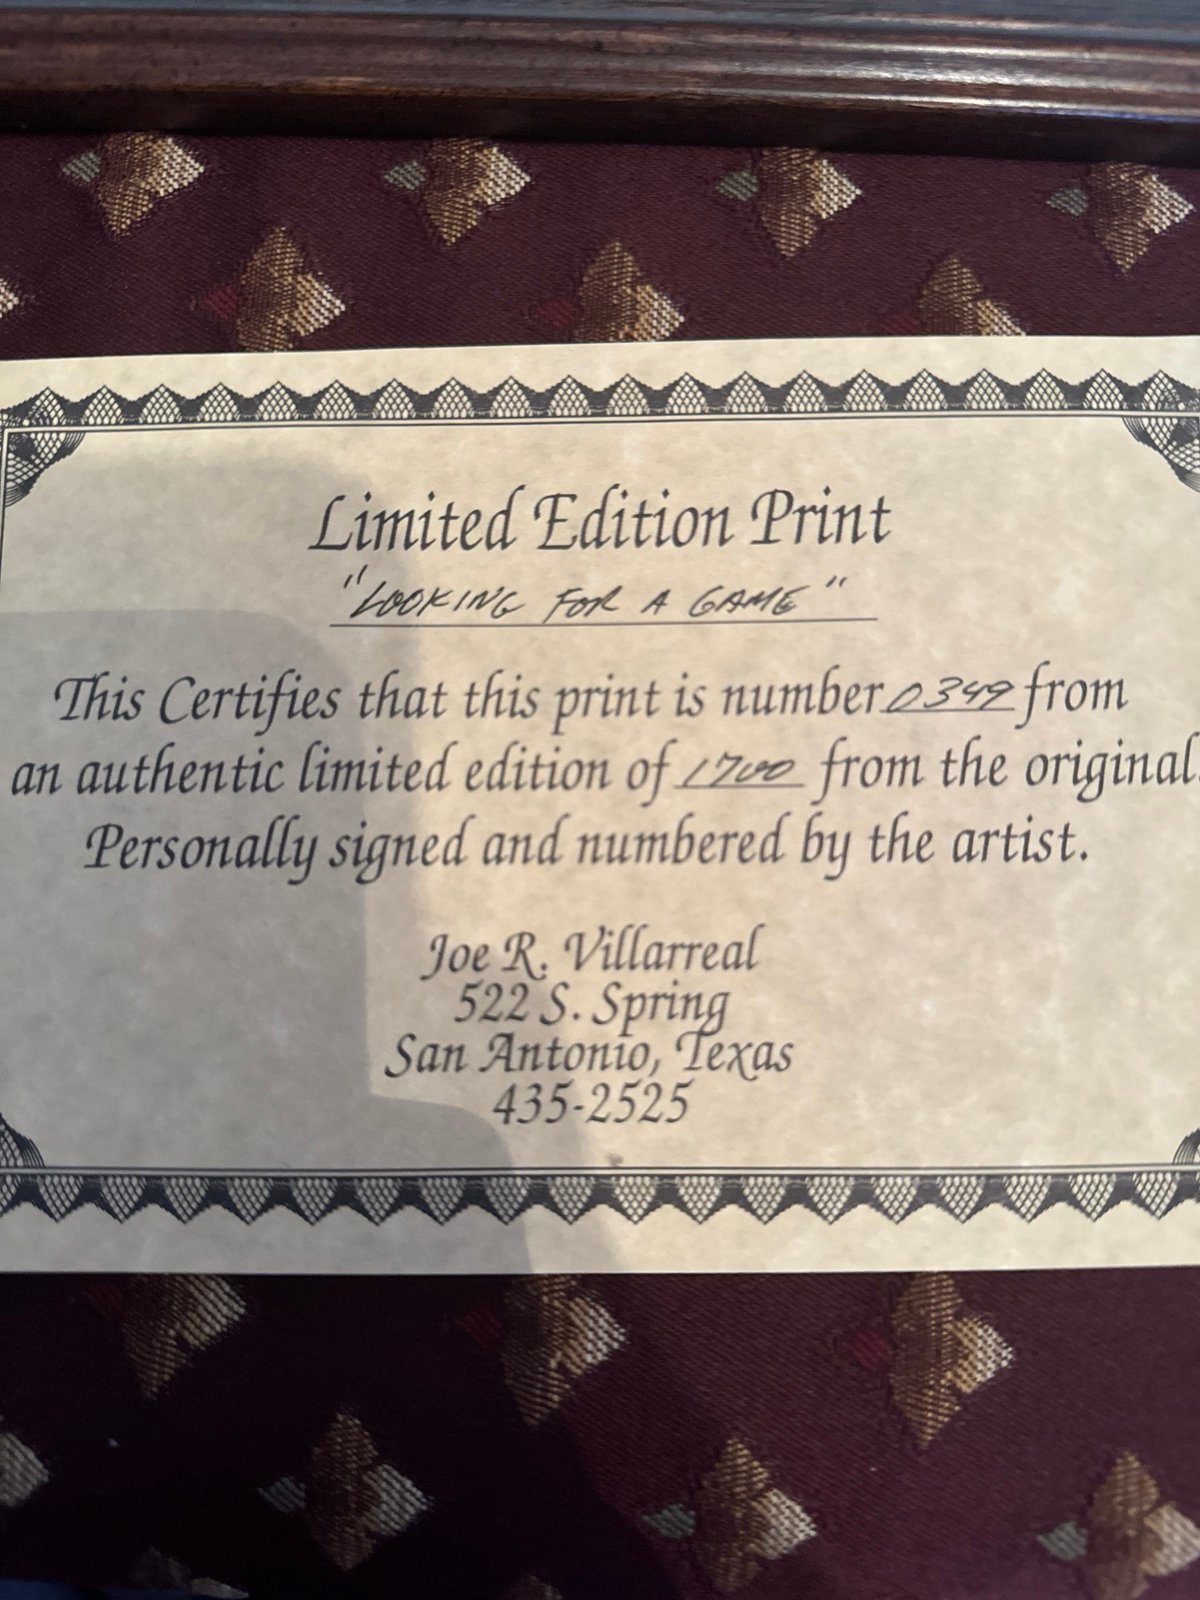 Limited Edition Print
"LOOKING FOR A GAME"
This Certifies that this print is number 0349 from
an authentic limited edition of 1700 from the original.
Personally signed and numbered by the artist.
Joe R. Villarreal
522 S. Spring
San Antonio, Texas
435-2525